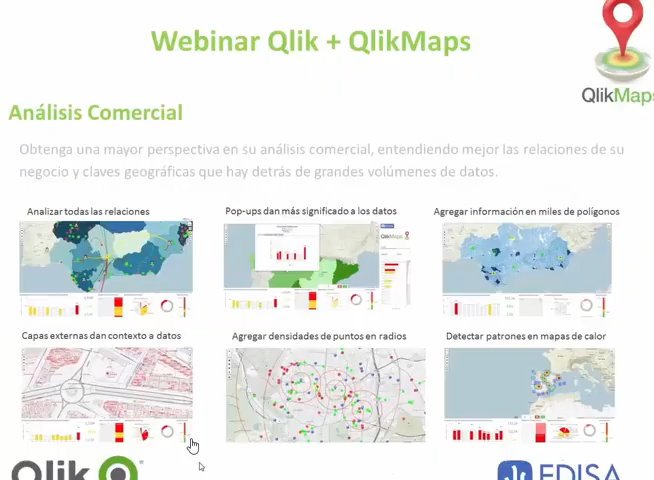 Webinar Qlik + QlikMaps
QlikMaps
Análisis Comercial
Obtenga una mayor perspectiva en su análisis comercial, entendiendo mejor las relaciones de su
negocio y claves geográficas que hay detrás de grandes volúmenes de datos.
Analizar todas las relaciones
Pop-ups dan más significado a los datos
Agregar información en miles de polígonos
Capas externas dan contexto a datos
Agregar densidades de puntos en radios
Detectar patrones en mapas de calor
Qlik
EDISA